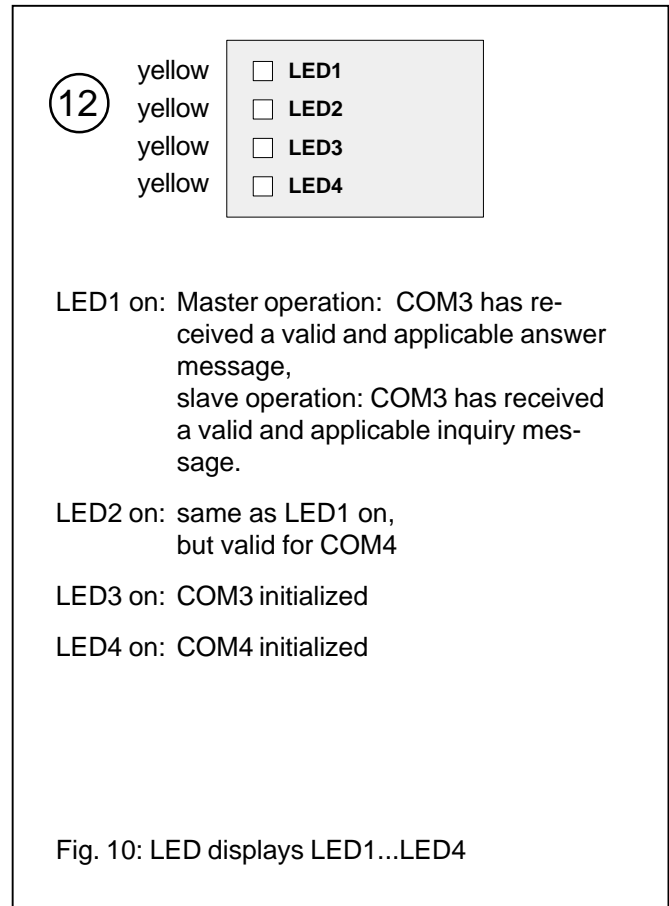 12
yellow LED1
yellow LED2
yellow LED3
yellow LED4
LED1 on: Master operation: COM3 has re-
ceived a valid and applicable answer
message,
slave operation: COM3 has received
a valid and applicable inquiry mes-
sage.
LED2 on: same as LED1 on,
but valid for COM4
LED3 on: COM3 initialized
LED4 on: COM4 initialized
Fig. 10: LED displays LED1...LED4